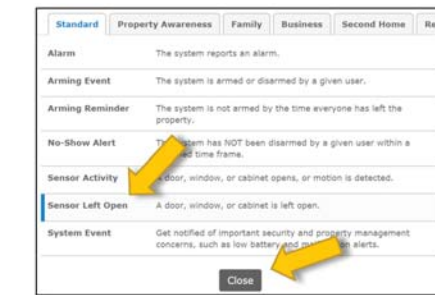 Standard Property Awareness Family Business Second Home
Alarm The system reports an alarm.
Arming Event The system is armed or disarmed by a given user.
Arming Reminder The system is not armed by the time everyone has left the
property.
No-Show Alert system has NOT been disarmed by a given user within a
time frame.
Sensor Activity door, window, or cabinet opens, or motion is detected.
Sensor Left Open A door, window, or cabinet is left open.
System Event Get notified of important security and property management
concerns, such as low battery and alerts.
Close